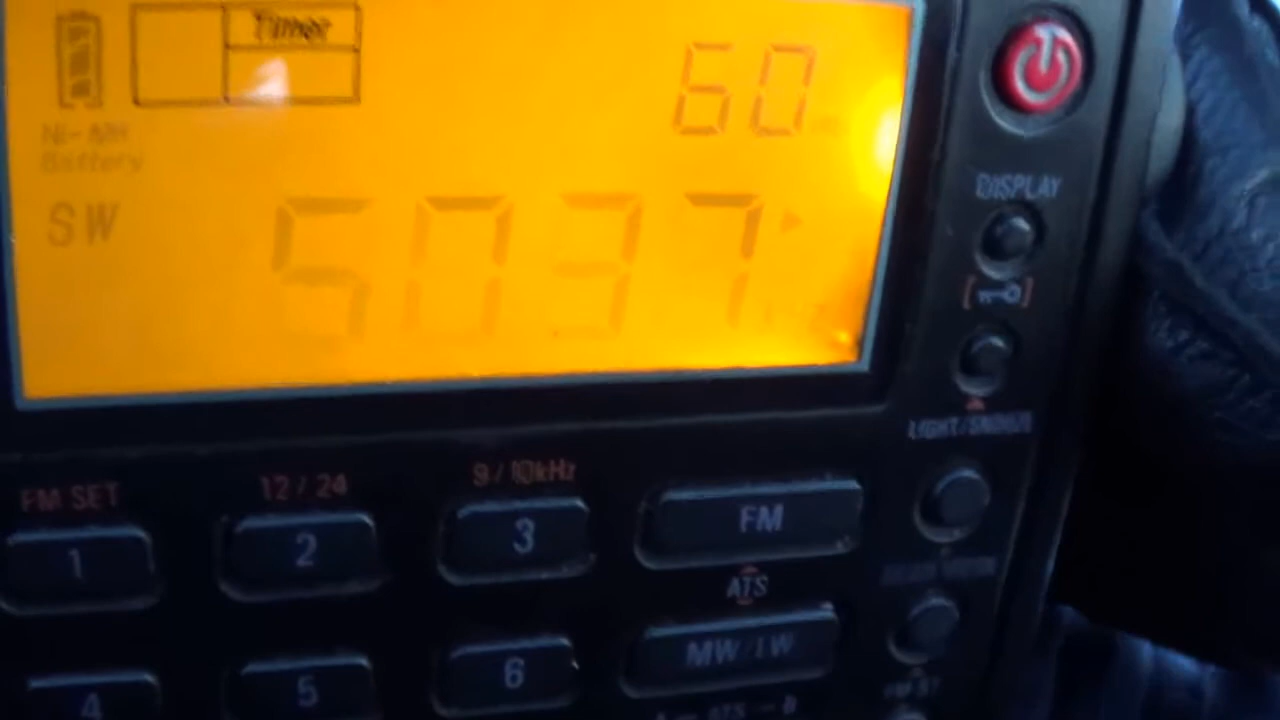 Timer
60
Ni-MH
Battery
SW
5037
DISPLAY
LIGHT/SNOOZE
FM SET
12/24
9/10kHz
1
2
3
FM
ATS
MW/LW
4
5
6